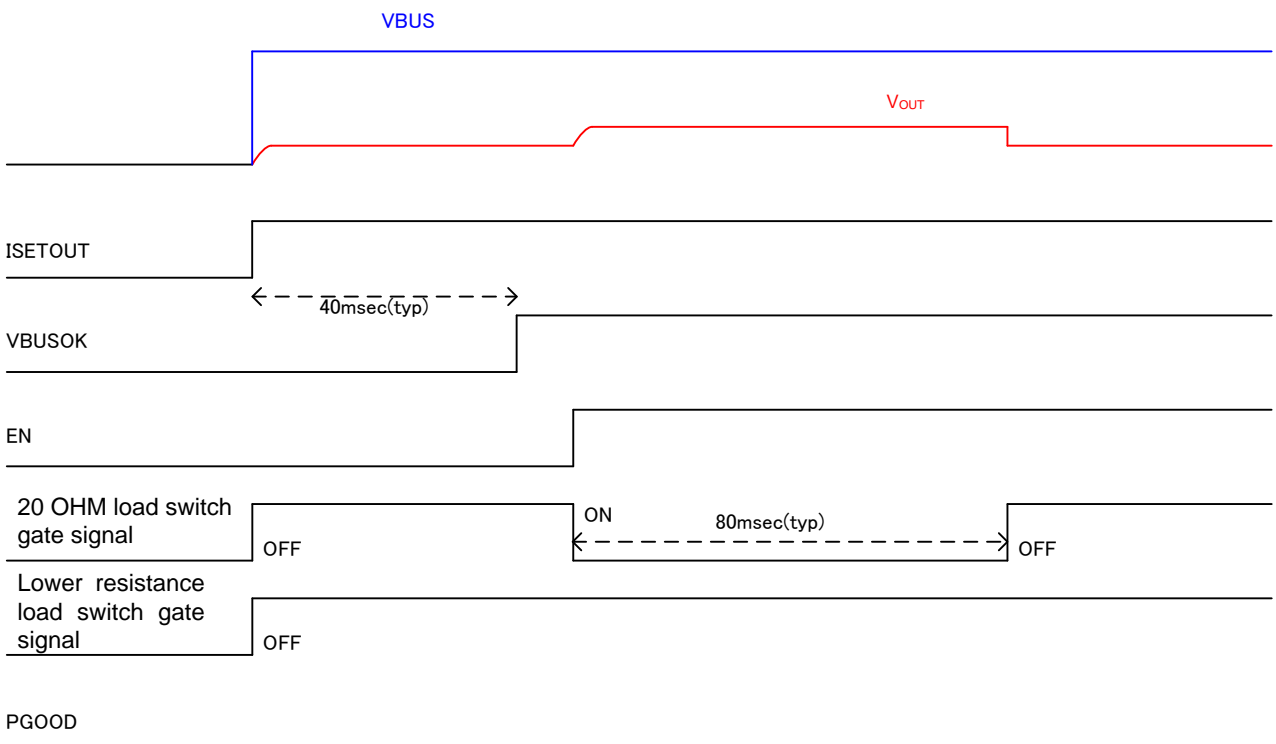 VBUS
VOUT
ISETOUT
40msec(typ)
VBUSOK
EN
20 OHM load switch
gate signal
OFF
ON
80msec(typ)
OFF
Lower resistance
load switch gate
signal
OFF
PGOOD